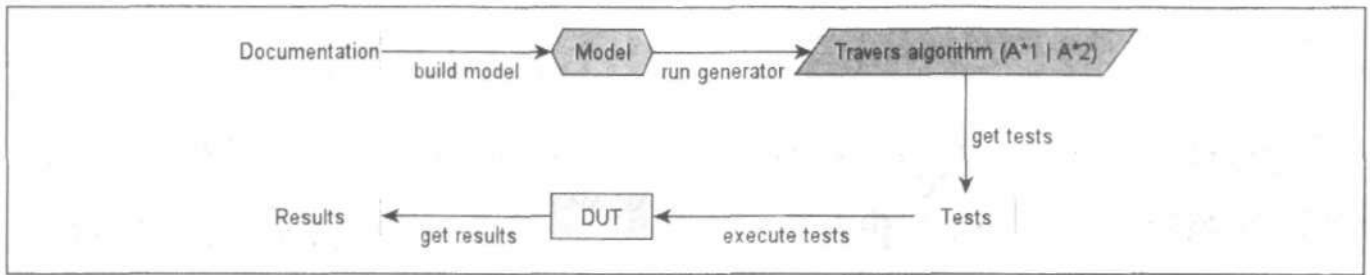 Documentation
build model
Model
run generator
Travers algorithm (A*1 | A*2)
get tests
Tests
execute tests
DUT
get results
Results